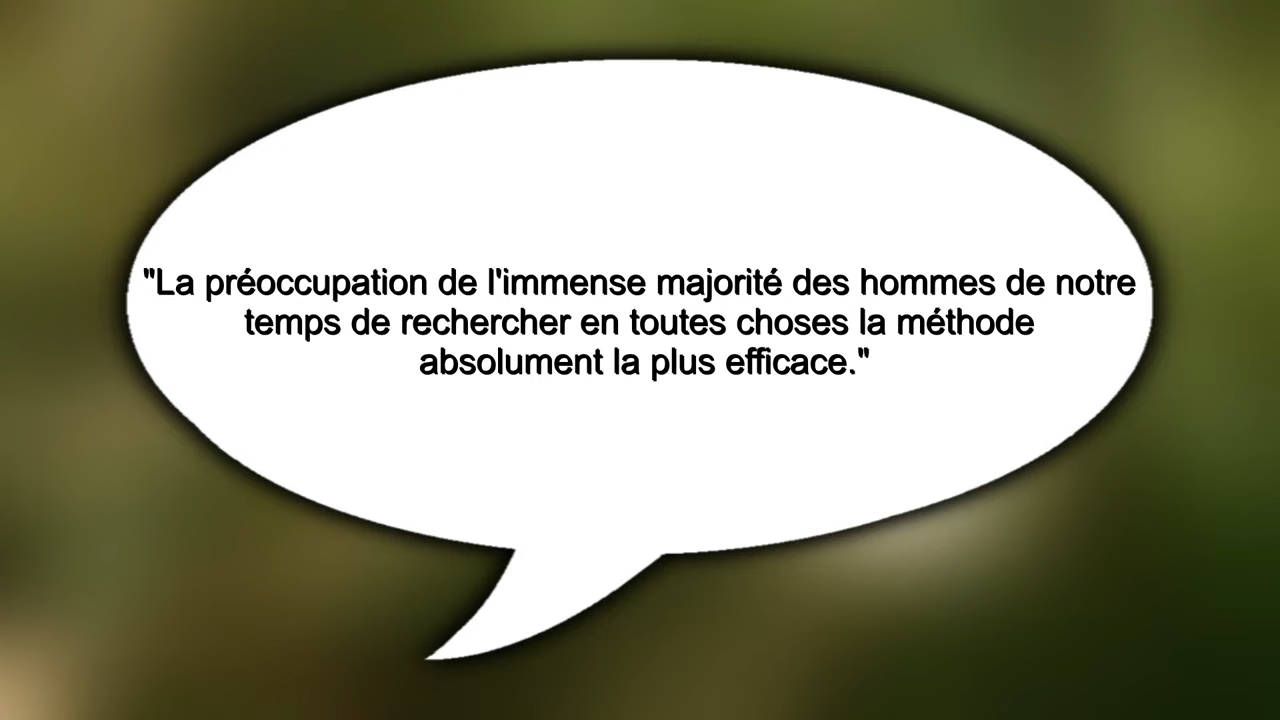 "La préoccupation de l'immense majorité des hommes de notre
temps de rechercher en toutes choses la méthode
absolument la plus efficace."